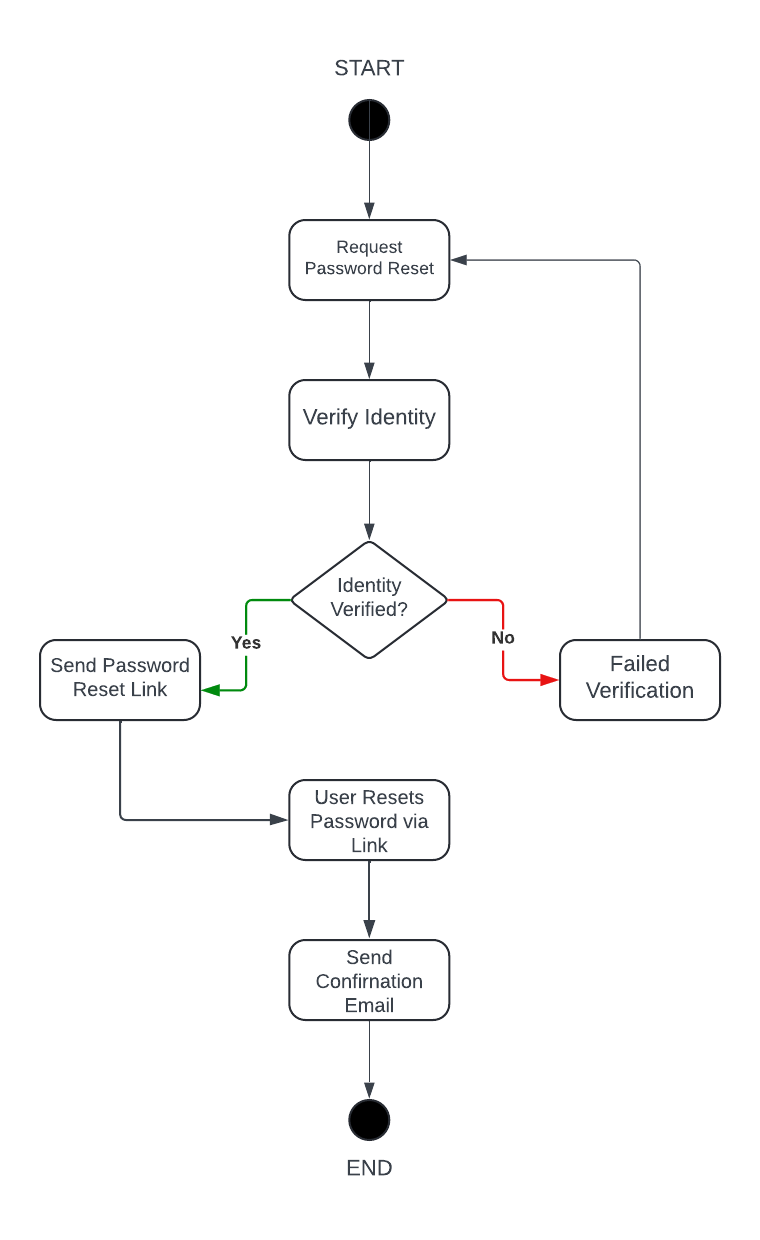 START
Request
Password Reset
Verify Identity
Identity
Verified?
Yes
No
Send Password
Reset Link
Failed
Verification
User Resets
Password via
Link
Send
Confirnation
Email
END